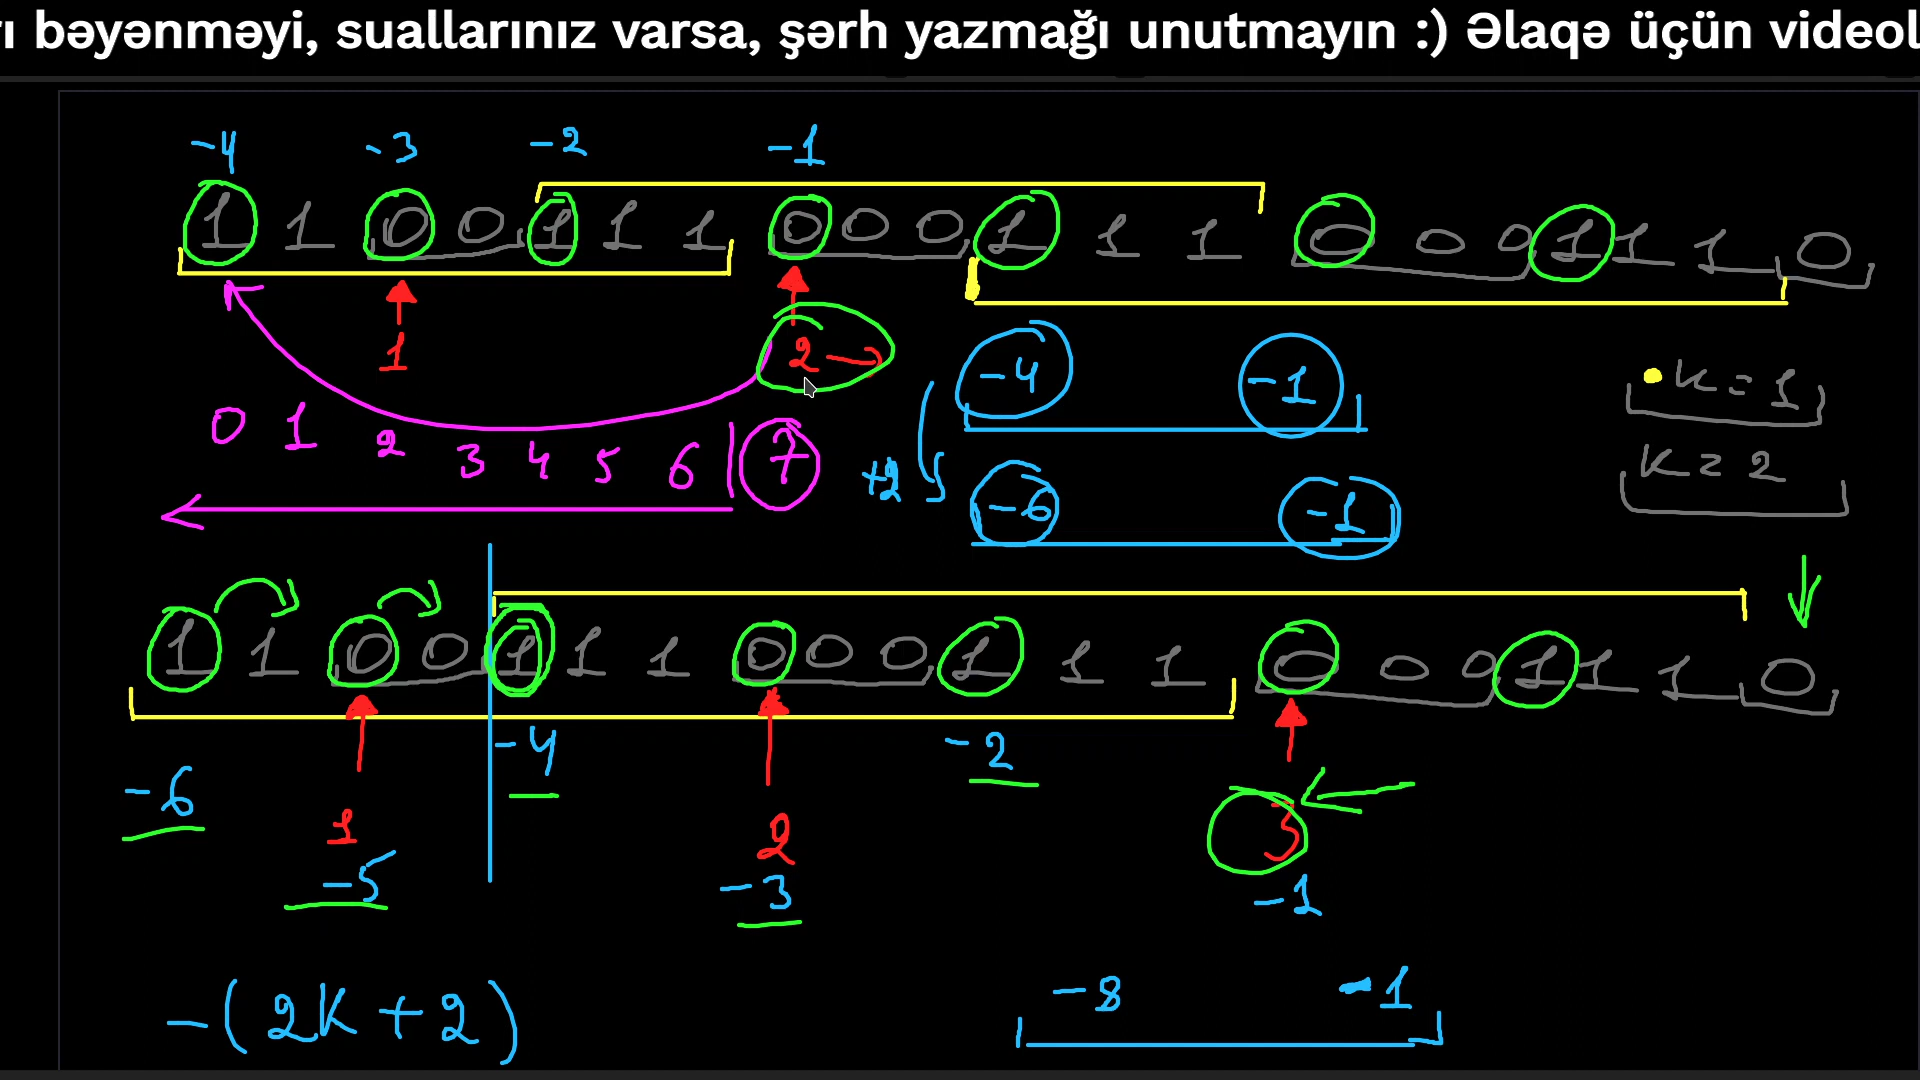 ı bəyənməyi, suallarınız varsa, şərh yazmağı unutmayın :) Əlaqə üçün videol
-4 -3 -2 -1
1 1 0 0 1 1 1 0 0 0 1 1 1 0 0 0 1 1 1 0
1 2
-4 -1
K=1
0 1 2 3 4 5 6 7
+2
K=2
-6 -1
1 1 0 0 1 1 1 0 0 0 1 1 1 0 0 0 1 1 1 0
-4 -2
-6
1 2 3
-5 -3 -1
-(2K+2)
-8 -1